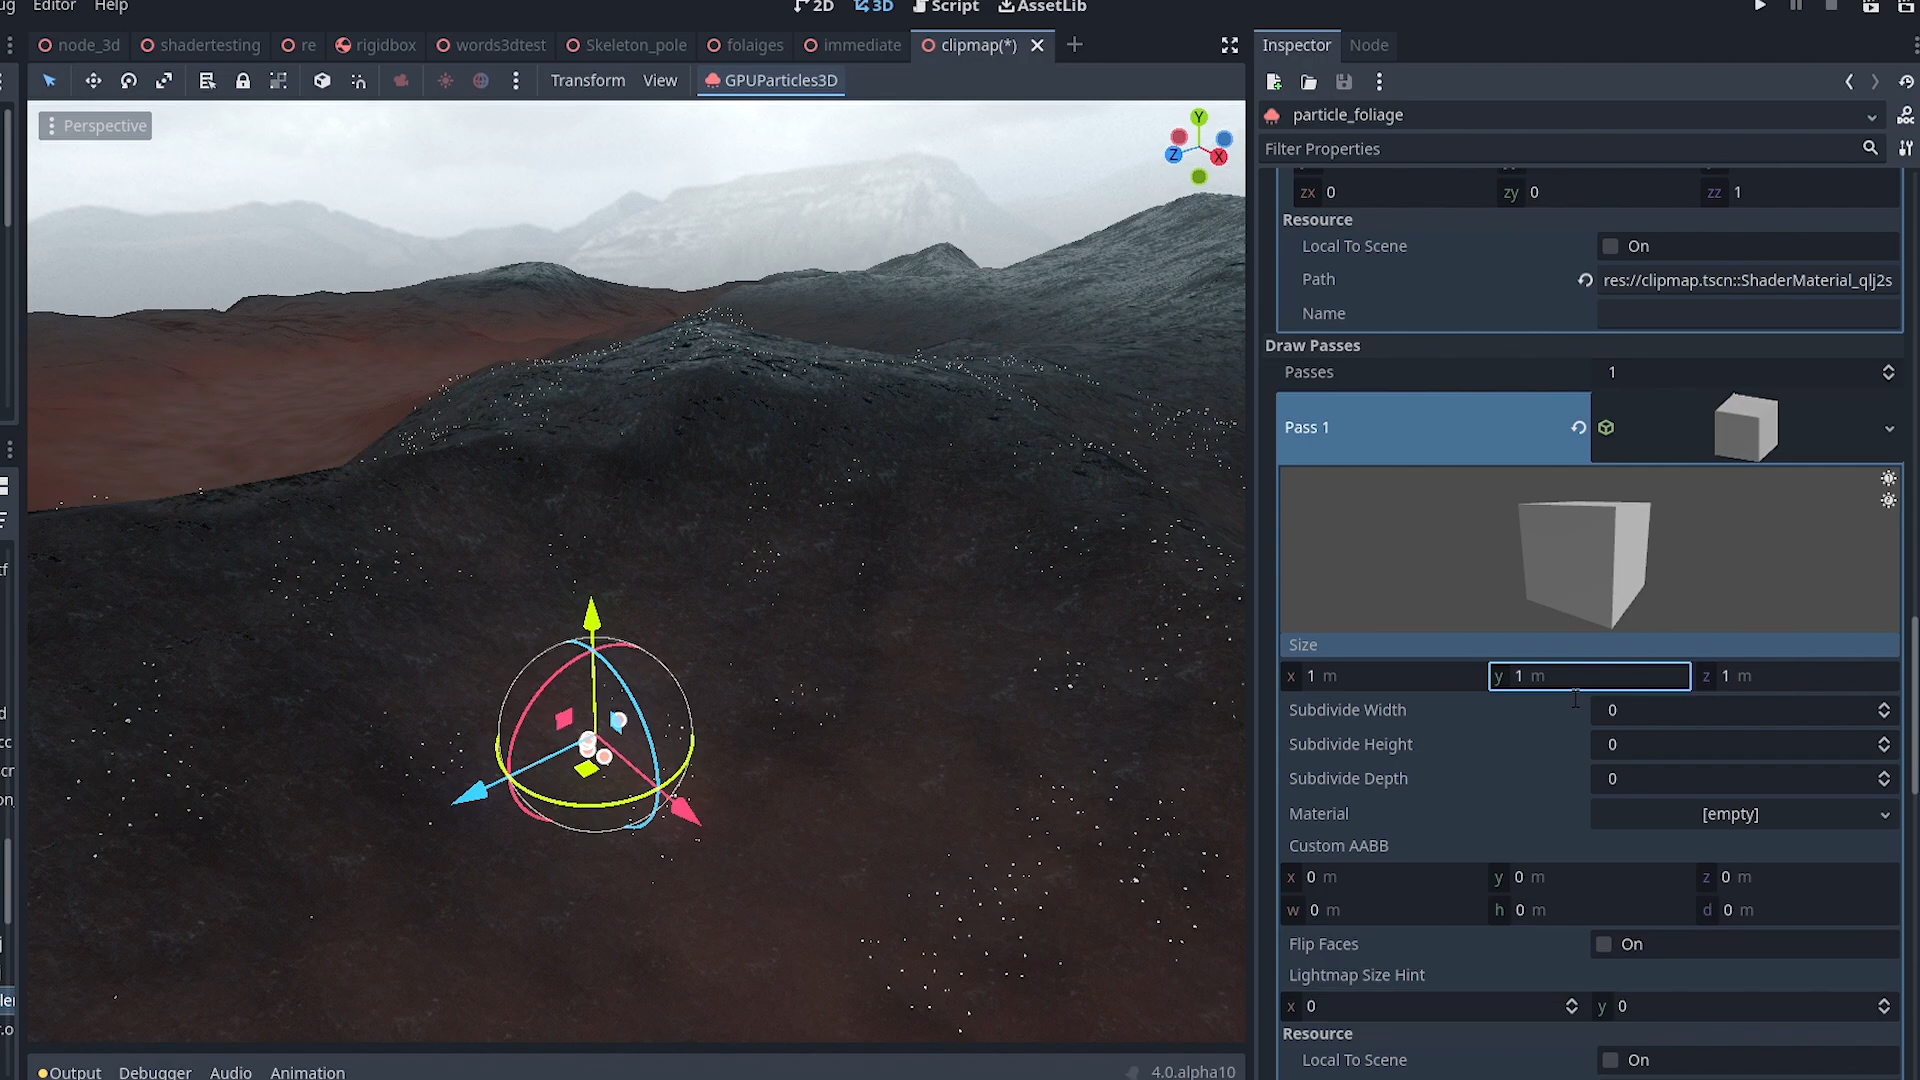 ug Editor Help 2D 3D Script AssetLib
node_3d shadertesting re rigidbox words3dtest Skeleton_pole folaiges immediate clipmap(*) Inspector Node
Transform View GPUParticles3D
particle_foliage
Perspective
Y
Z X
Filter Properties
zx 0 zy 0 zz 1
Resource
Local To Scene On
Path res://clipmap.tscn::ShaderMaterial_qlj2s
Name
Draw Passes
Passes 1
Pass 1
Size
x 1 m y 1 m z 1 m
Subdivide Width 0
Subdivide Height 0
Subdivide Depth 0
Material [empty]
Custom AABB
x 0 m y 0 m z 0 m
w 0 m h 0 m d 0 m
Flip Faces On
Lightmap Size Hint
x 0 y 0
Resource
Local To Scene On
Output Debugger Audio Animation 4.0.alpha10